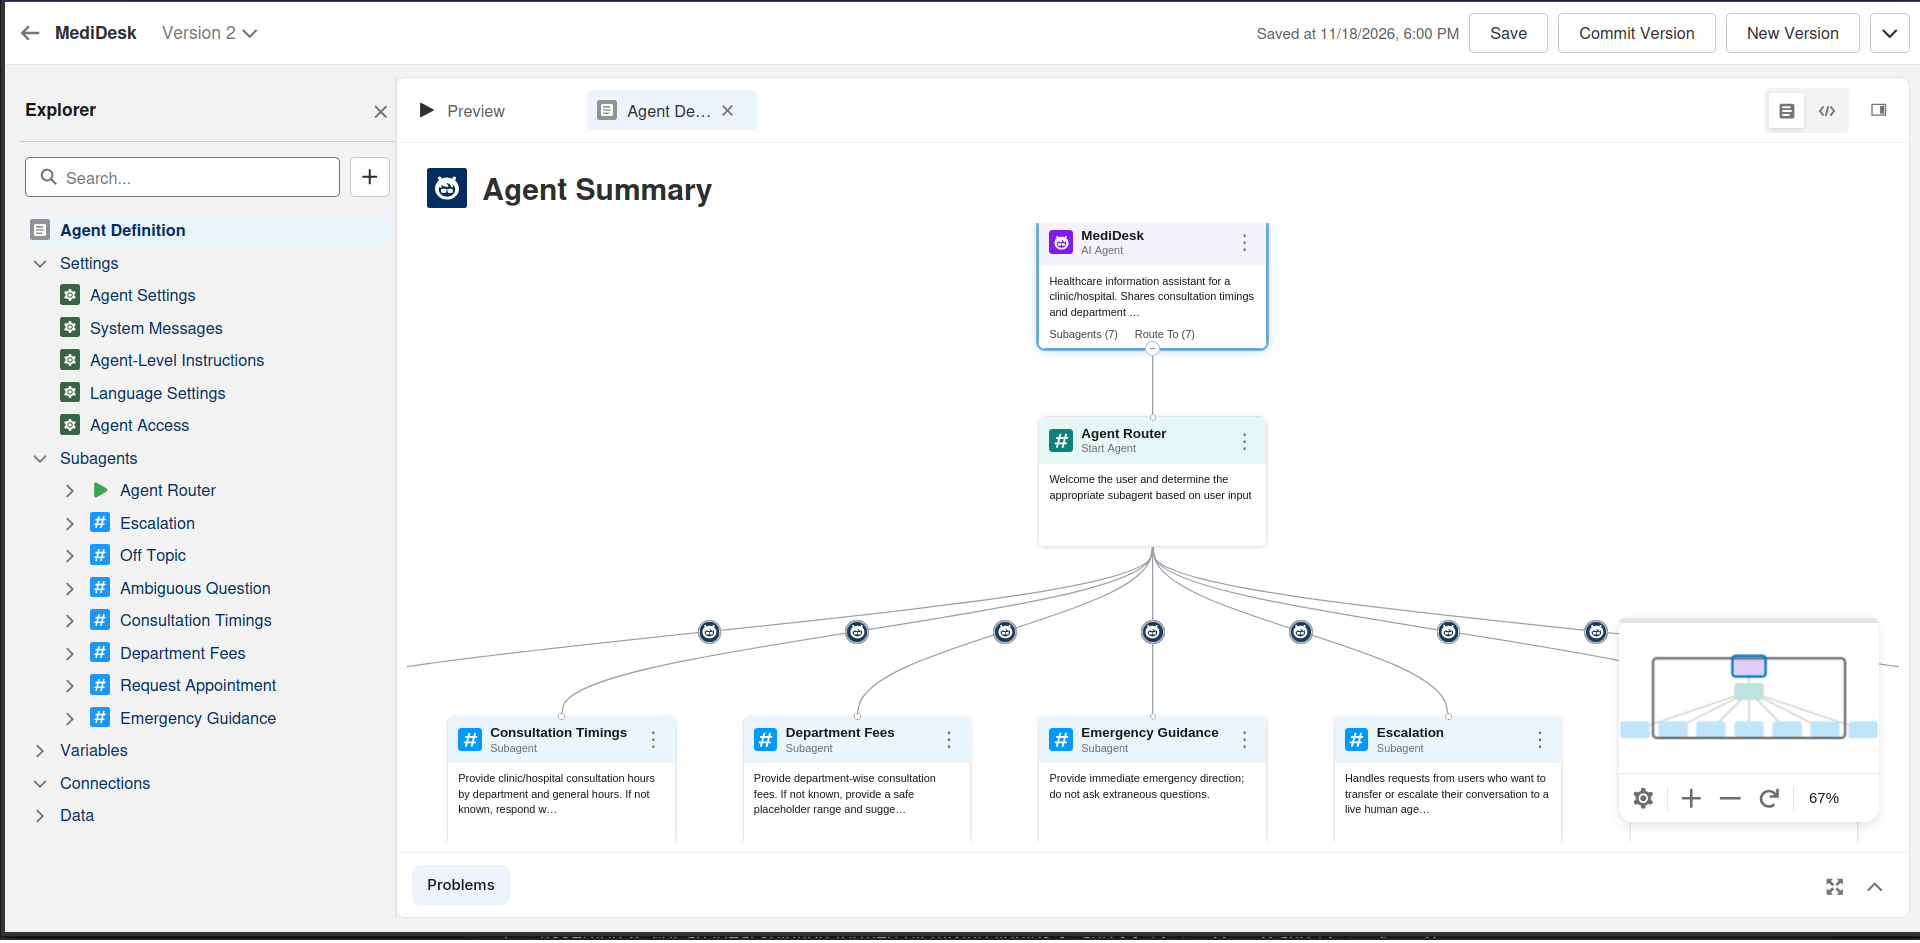 MediDesk
Version 2
Saved at 11/18/2026, 6:00 PM
Save
Commit Version
New Version
Explorer
Search...
Agent Definition
Settings
Agent Settings
System Messages
Agent-Level Instructions
Language Settings
Agent Access
Subagents
Agent Router
Escalation
Off Topic
Ambiguous Question
Consultation Timings
Department Fees
Request Appointment
Emergency Guidance
Variables
Connections
Data
Preview
Agent De...
Agent Summary
MediDesk
AI Agent
Healthcare information assistant for a
clinic/hospital. Shares consultation timings
and department ...
Subagents (7) Route To (7)
Agent Router
Start Agent
Welcome the user and determine the
appropriate subagent based on user input
Consultation Timings
Subagent
Provide clinic/hospital consultation hours
by department and general hours. If not
known, respond w...
Department Fees
Subagent
Provide department-wise consultation
fees. If not known, provide a safe
placeholder range and sugge...
Emergency Guidance
Subagent
Provide immediate emergency direction;
do not ask extraneous questions.
Escalation
Subagent
Handles requests from users who want to
transfer or escalate their conversation to a
live human age...
67%
Problems